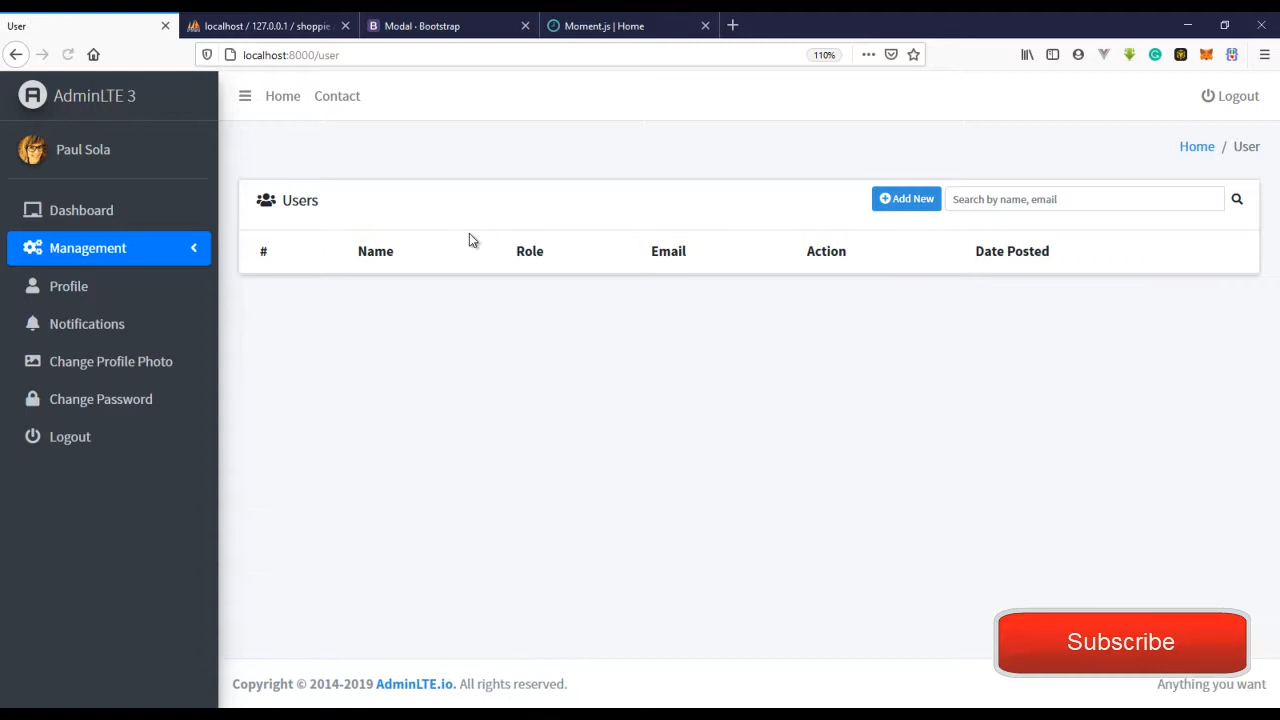 User
localhost / 127.0.0.1 / shoppie
Modal · Bootstrap
Moment.js | Home
localhost:8000/user
110%
AdminLTE 3
Home
Contact
Logout
Paul Sola
Home / User
Dashboard
Management
Profile
Notifications
Change Profile Photo
Change Password
Logout
Users
Add New
Search by name, email
# Name Role Email Action Date Posted
Subscribe
Copyright © 2014-2019 AdminLTE.io. All rights reserved.
Anything you want